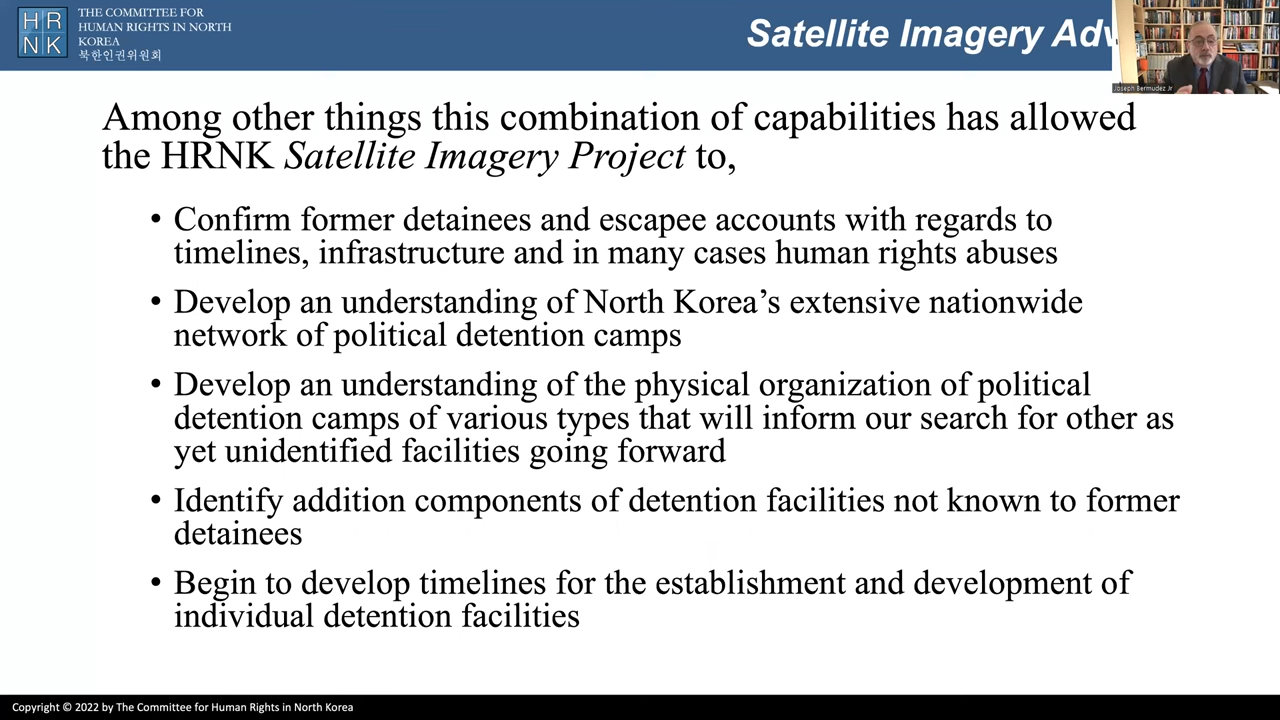 HR
NK
THE COMMITTEE FOR
HUMAN RIGHTS IN NORTH
KOREA
북한인권위원회
Satellite Imagery Adv
Joseph Bermudez Jr
Among other things this combination of capabilities has allowed
the HRNK Satellite Imagery Project to,
• Confirm former detainees and escapee accounts with regards to
timelines, infrastructure and in many cases human rights abuses
• Develop an understanding of North Korea’s extensive nationwide
network of political detention camps
• Develop an understanding of the physical organization of political
detention camps of various types that will inform our search for other as
yet unidentified facilities going forward
• Identify addition components of detention facilities not known to former
detainees
• Begin to develop timelines for the establishment and development of
individual detention facilities
Copyright © 2022 by The Committee for Human Rights in North Korea